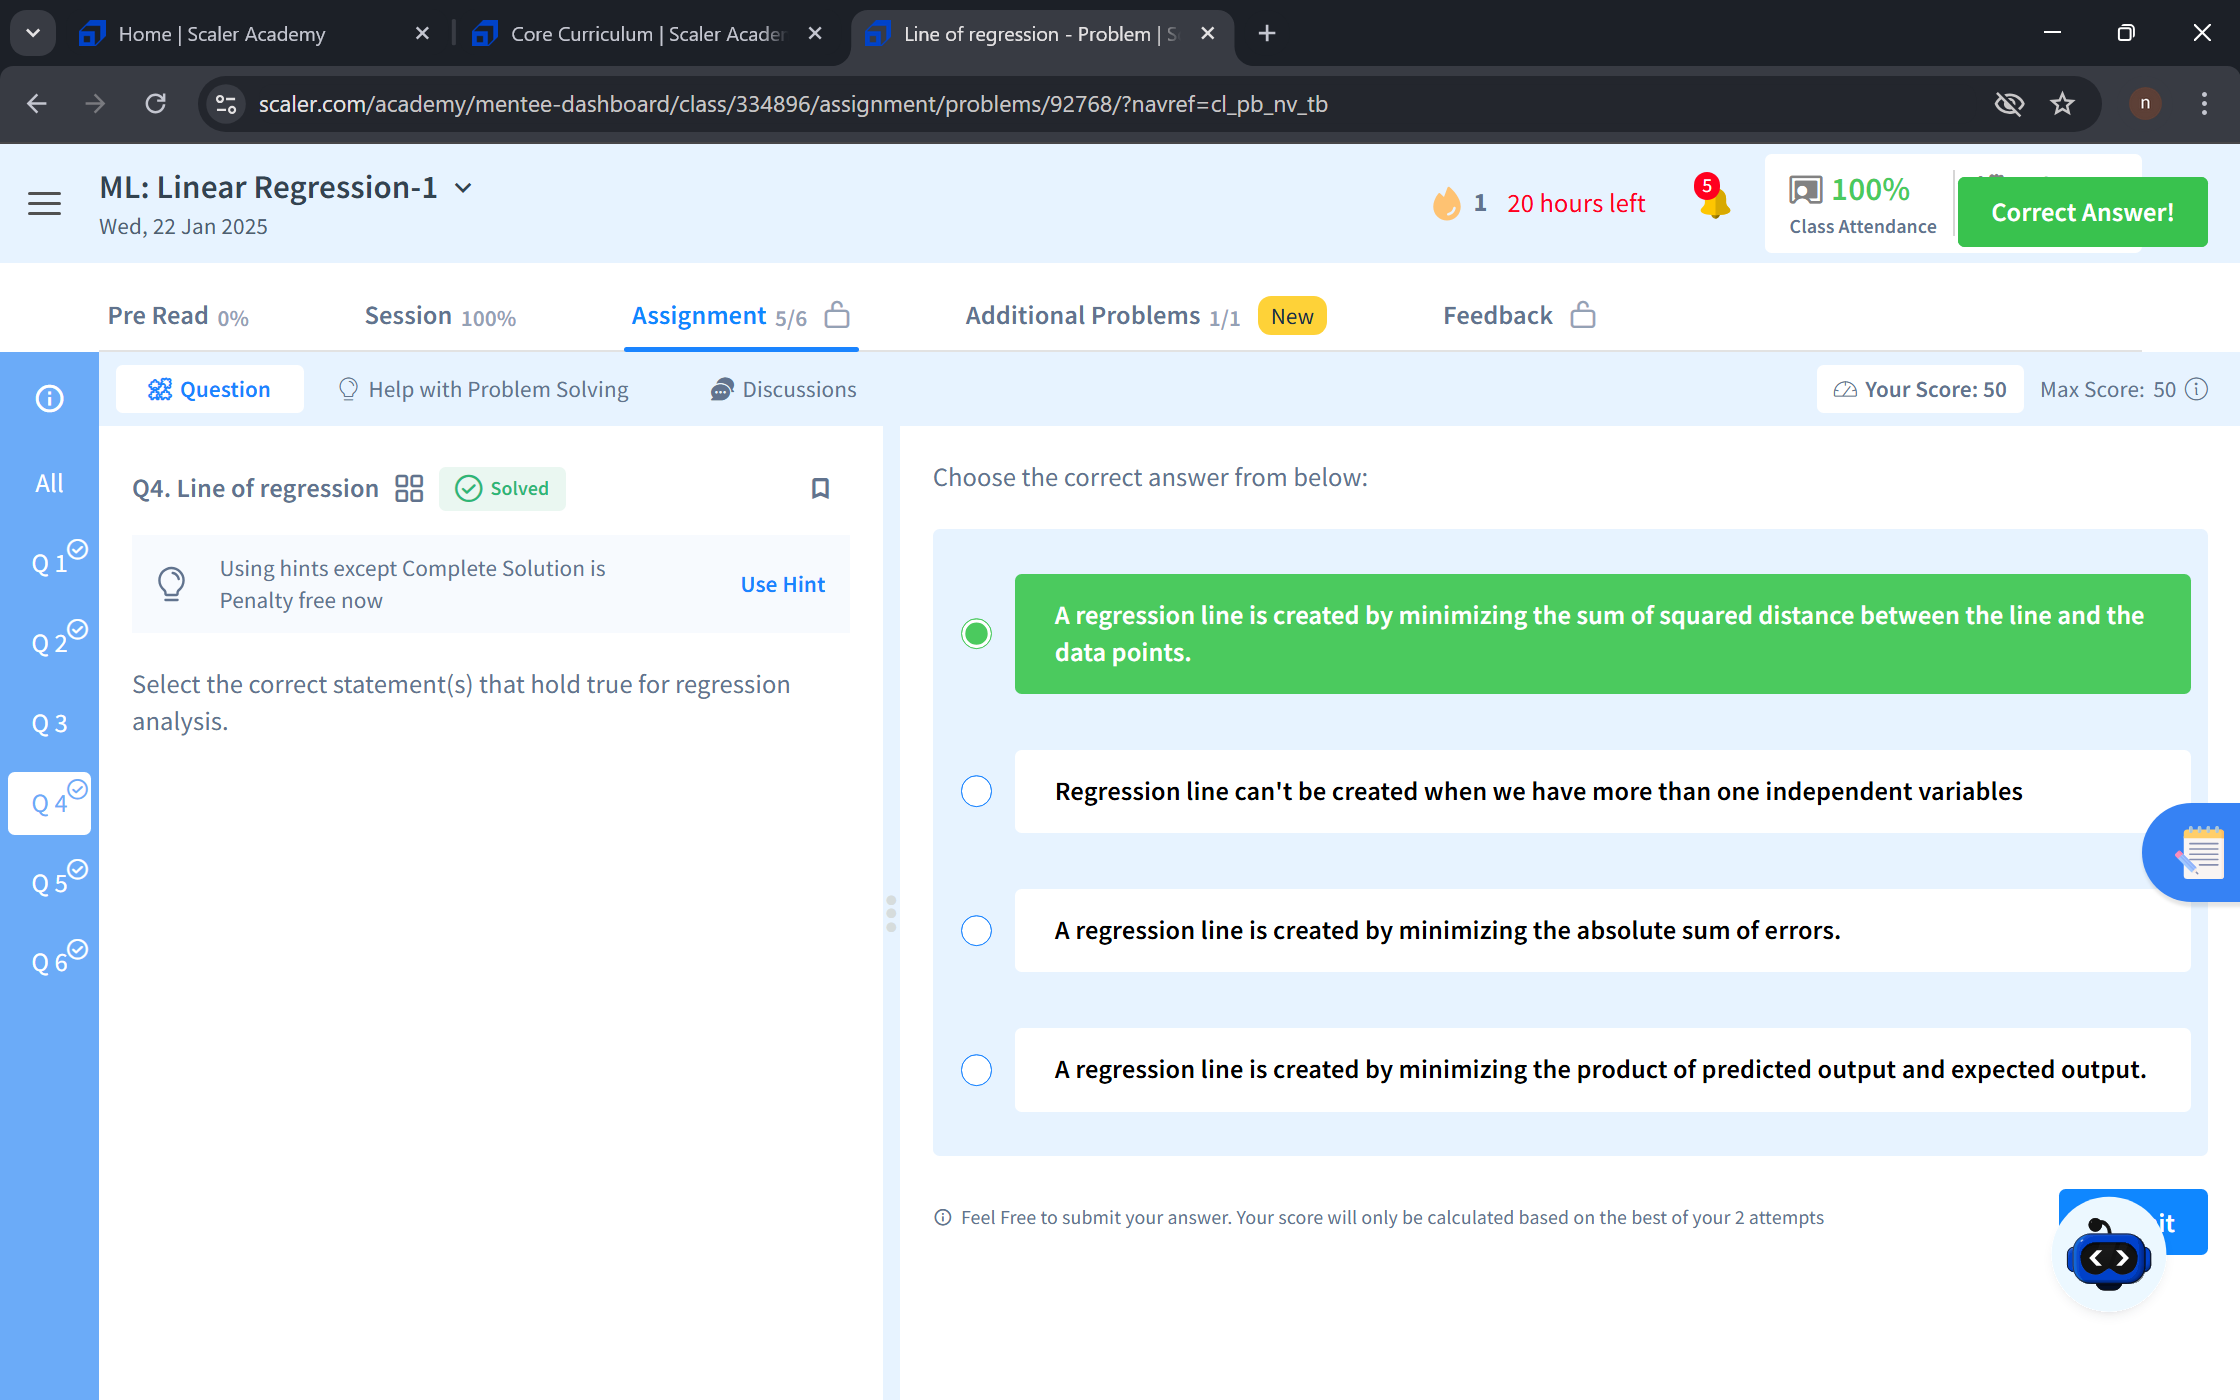 Home | Scaler Academy
Core Curriculum | Scaler Acader
Line of regression - Problem | S
scaler.com/academy/mentee-dashboard/class/334896/assignment/problems/92768/?navref=cl_pb_nv_tb
n
ML: Linear Regression-1
Wed, 22 Jan 2025
1
20 hours left
5
100%
Class Attendance
Correct Answer!
Pre Read 0%
Session 100%
Assignment 5/6
Additional Problems 1/1
New
Feedback
Question
Help with Problem Solving
Discussions
Your Score: 50
Max Score: 50
All
Q 1
Q 2
Q 3
Q 4
Q 5
Q 6
Q4. Line of regression
Solved
Using hints except Complete Solution is
Penalty free now
Use Hint
Select the correct statement(s) that hold true for regression
analysis.
Choose the correct answer from below:
A regression line is created by minimizing the sum of squared distance between the line and the
data points.
Regression line can't be created when we have more than one independent variables
A regression line is created by minimizing the absolute sum of errors.
A regression line is created by minimizing the product of predicted output and expected output.
Feel Free to submit your answer. Your score will only be calculated based on the best of your 2 attempts
it